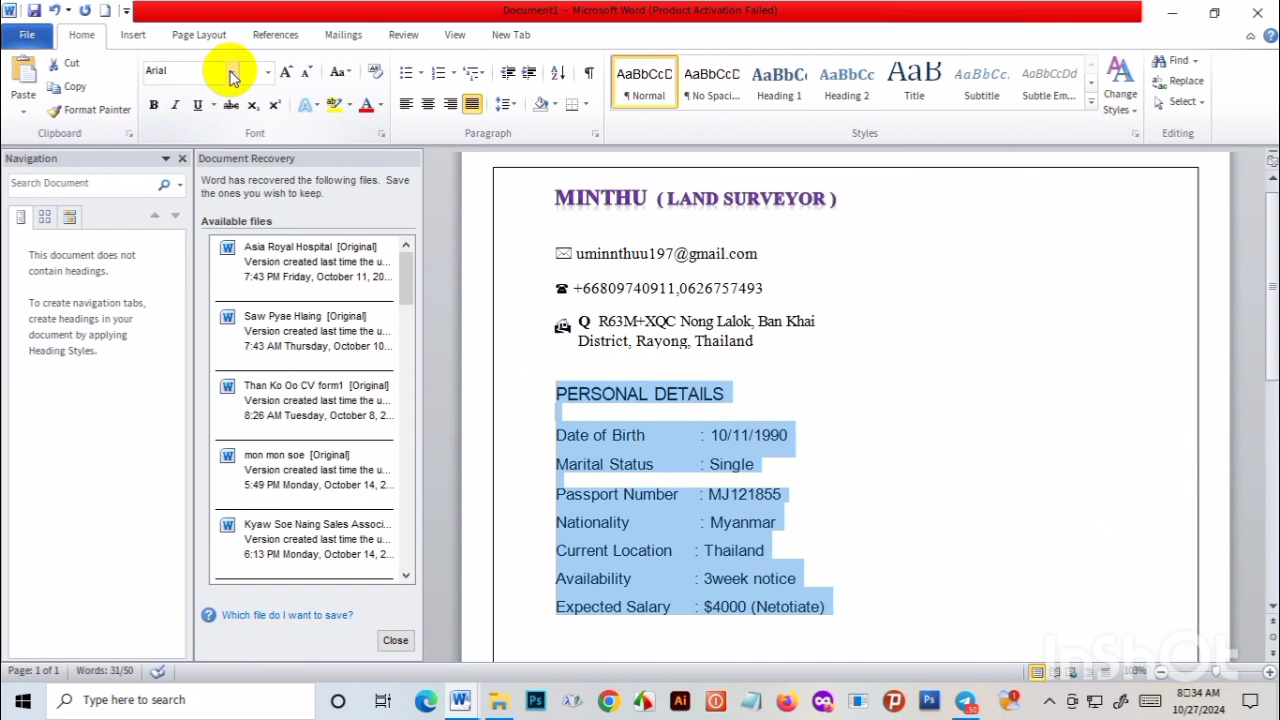 Document1 - Microsoft Word (Product Activation Failed)
File Home Insert Page Layout References Mailings Review View New Tab
Paste
Cut
Copy
Format Painter
Clipboard
Arial
Aa
B I U abc x₂ x²
A ab A
Font
Paragraph
AaBbCcD AaBbCcD AaBbC AaBbCc AaB AaBbCc. AaBbCcDd
¶ Normal ¶ No Spaci... Heading 1 Heading 2 Title Subtitle Subtle Em...
Change
Styles
Styles
Find
Replace
Select
Editing
Navigation
Search Document
This document does
not contain headings.
To create navigation tabs,
create headings in your
document by applying
Heading Styles.
Document Recovery
Word has recovered the following files. Save
the ones you wish to keep.
Available files
Asia Royal Hospital [Original]
Version created last time the u...
7:43 PM Friday, October 11, 20...
Saw Pyae Hlaing [Original]
Version created last time the u...
7:43 AM Thursday, October 10...
Than Ko Oo CV form1 [Original]
Version created last time the u...
8:26 AM Tuesday, October 8, 2...
mon mon soe [Original]
Version created last time the u...
5:49 PM Monday, October 14, 2...
Kyaw Soe Naing Sales Associ...
Version created last time the u...
6:13 PM Monday, October 14, 2...
Which file do I want to save?
Close
MINTHU ( LAND SURVEYOR )
uminnthuu197@gmail.com
+66809740911,0626757493
Q R63M+XQC Nong Lalok, Ban Khai
District, Rayong, Thailand
PERSONAL DETAILS
Date of Birth : 10/11/1990
Marital Status : Single
Passport Number : MJ121855
Nationality : Myanmar
Current Location : Thailand
Availability : 3week notice
Expected Salary : $4000 (Netotiate)
InShOt
Page: 1 of 1 Words: 31/50
103%
Type here to search
10/27/2024